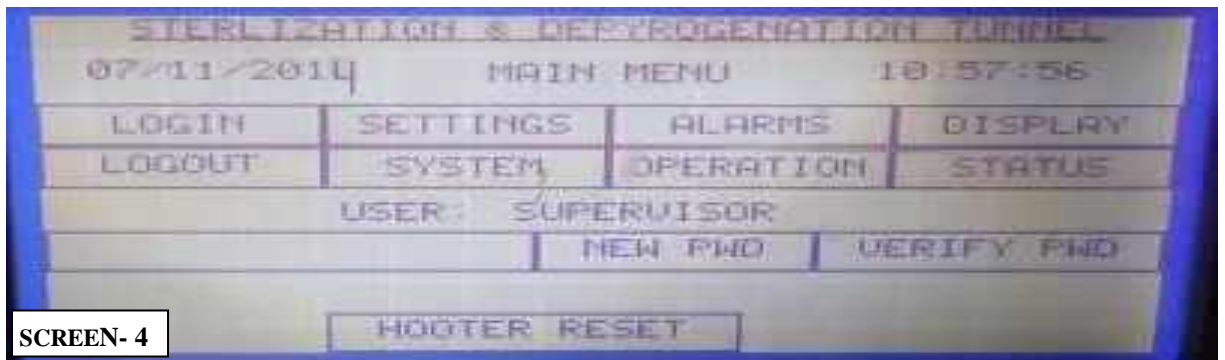 STERLIZATION & DEPYROGENATION TUNNEL
07/11/2014 MAIN MENU 10:57:56
LOGIN SETTINGS ALARMS DISPLAY
LOGOUT SYSTEM OPERATION STATUS
USER: SUPERVISOR
NEW PWD VERIFY PWD
HOOTER RESET
SCREEN- 4